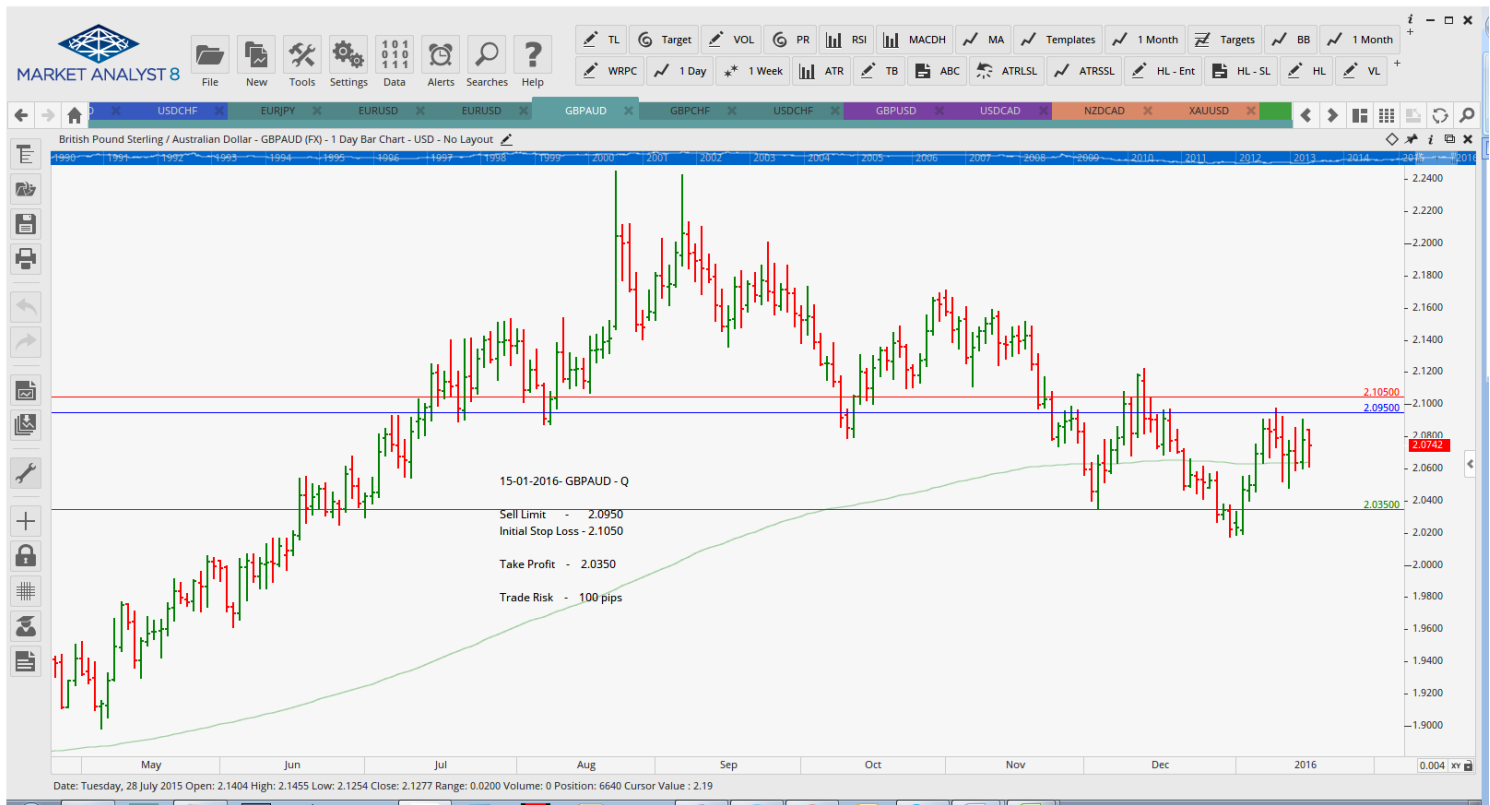 TL Target VOL PR RSI MACDH MA Templates 1 Month Targets BB 1 Month
WRPC 1 Day 1 Week ATR TB ABC ATRLSL ATRSSL HL - Ent HL - SL HL VL
MARKET ANALYST 8
1 0 1
0 1 0
1 1 1
File New Tools Settings Data Alerts Searches Help
USDCHF EURJPY EURUSD EURUSD GBPAUD GBPCHF USDCHF GBPUSD USDCAD NZDCAD XAUUSD
British Pound Sterling / Australian Dollar - GBPAUD (FX) - 1 Day Bar Chart - USD - No Layout
1990 1991 1992 1993 1994 1995 1996 1997 1998 1999 2000 2001 2002 2003 2004 2005 2006 2007 2008 2009 2010 2011 2012 2013 2014 2015 2016
2.2400
2.2200
2.2000
2.1800
2.1600
2.1400
2.1200
2.10500
2.1000
2.09500
2.0800
2.0742
2.0600
2.0400
2.03500
2.0200
2.0000
1.9800
1.9600
1.9400
1.9200
1.9000
15-01-2016- GBPAUD - Q
Sell Limit - 2.0950
Initial Stop Loss - 2.1050
Take Profit - 2.0350
Trade Risk - 100 pips
May Jun Jul Aug Sep Oct Nov Dec 2016
0.004 XY
Date: Tuesday, 28 July 2015 Open: 2.1404 High: 2.1455 Low: 2.1254 Close: 2.1277 Range: 0.0200 Volume: 0 Position: 6640 Cursor Value : 2.19